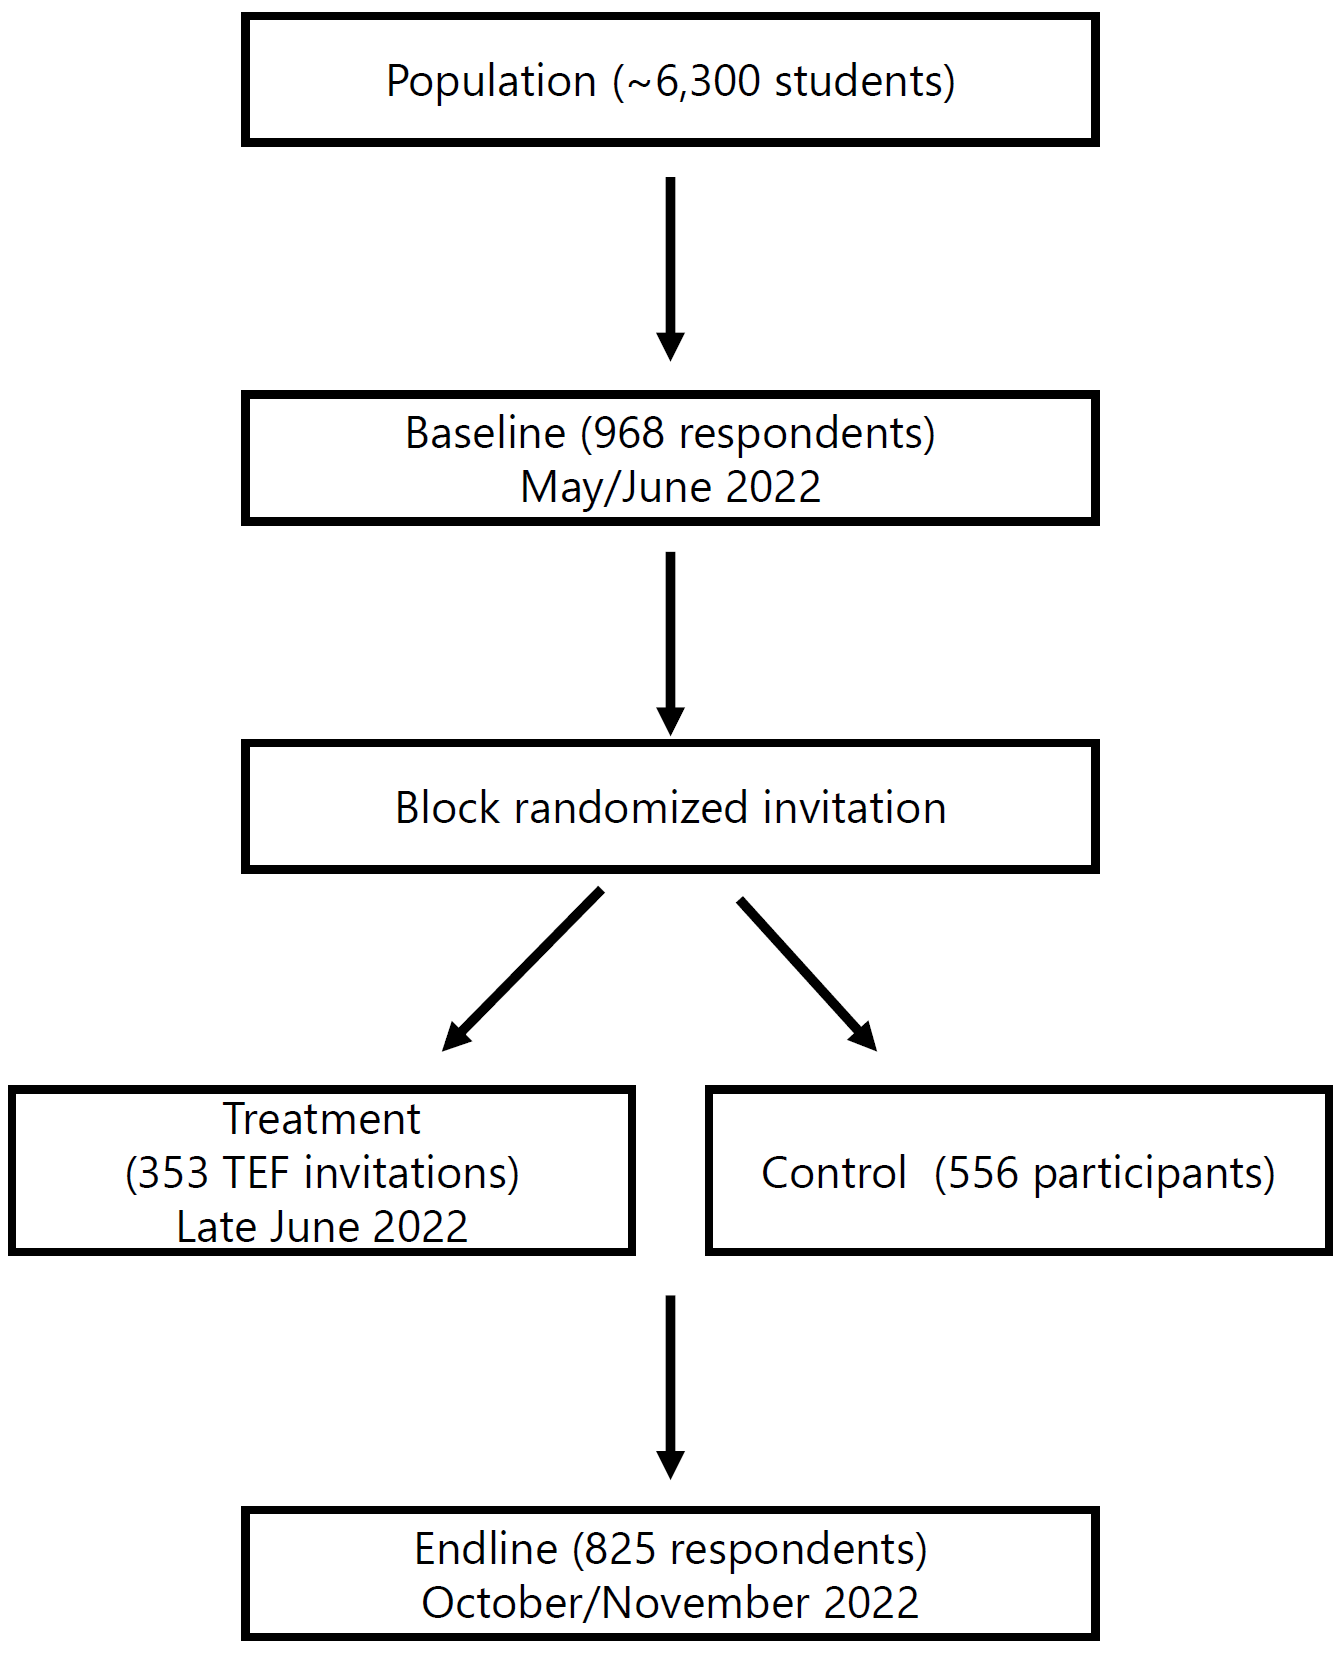 Population (~6,300 students)
Baseline (968 respondents)
May/June 2022
Block randomized invitation
Treatment
(353 TEF invitations)
Late June 2022
Control  (556 participants)
Endline (825 respondents)
October/November 2022